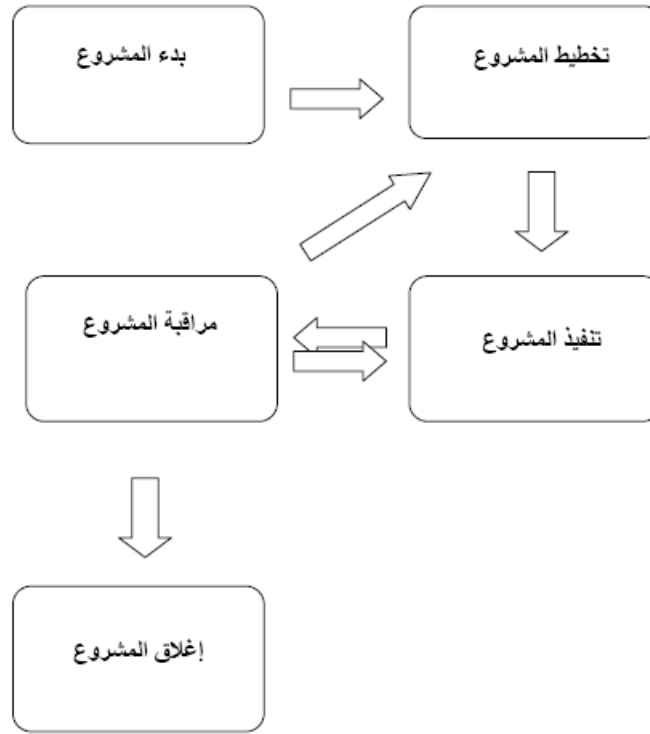 بدء المشروع
تخطيط المشروع
مراقبة المشروع
تنفيذ المشروع
إغلاق المشروع